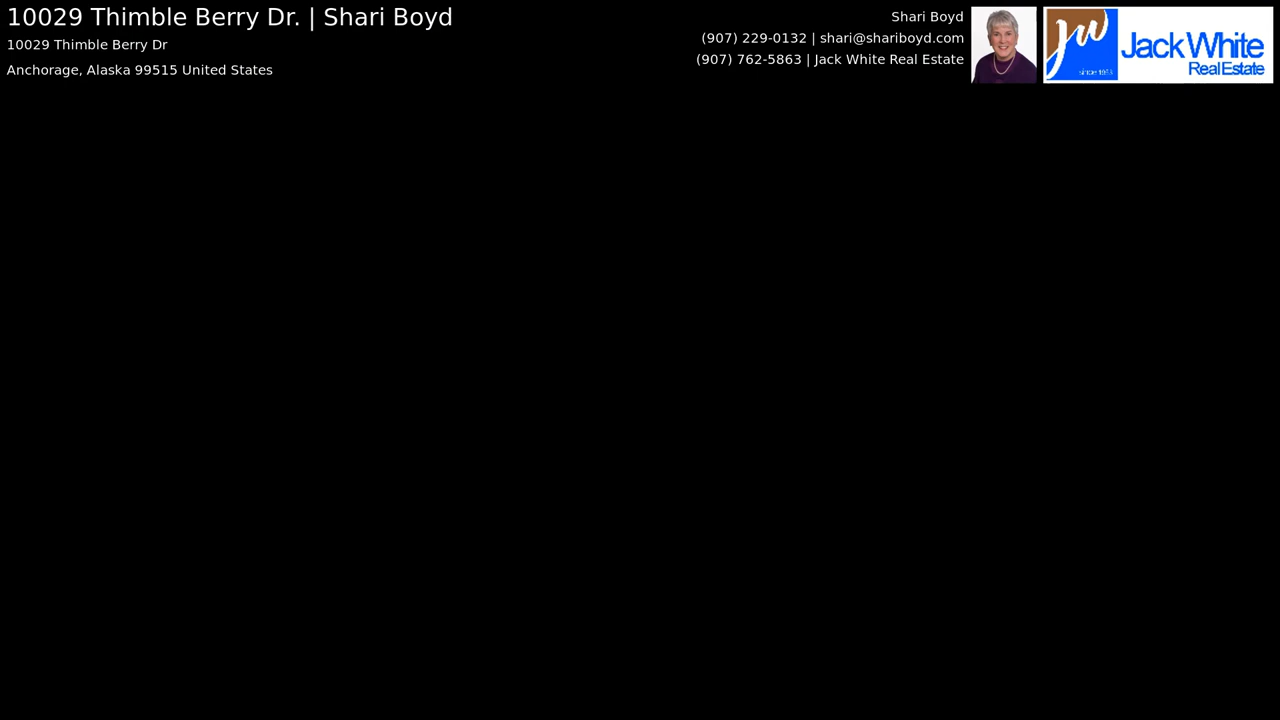 10029 Thimble Berry Dr. | Shari Boyd
10029 Thimble Berry Dr
Anchorage, Alaska 99515 United States
Shari Boyd
(907) 229-0132 | shari@shariboyd.com
(907) 762-5863 | Jack White Real Estate
jw
Jack White
Real Estate